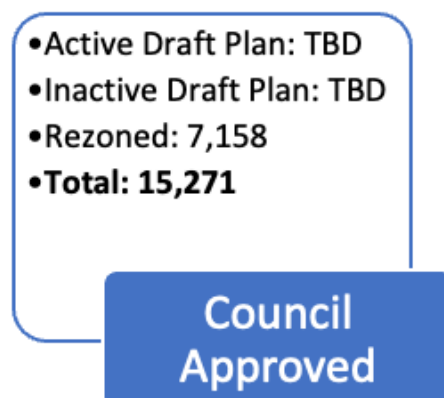 •Active Draft Plan: TBD
•Inactive Draft Plan: TBD
•Rezoned: 7,158
•Total: 15,271
Council
Approved